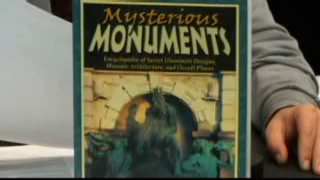 Mysterious
MONUMENTS
Encyclopedia of Secret Illuminati Designs,
Masonic Architecture, and Occult Places